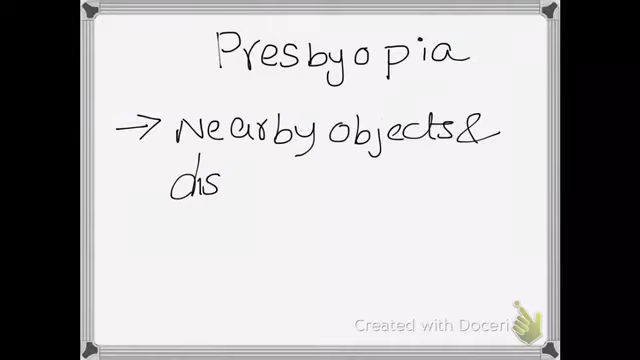 Presbyopia
→ Nearby objects &
dis
Created with Doceri